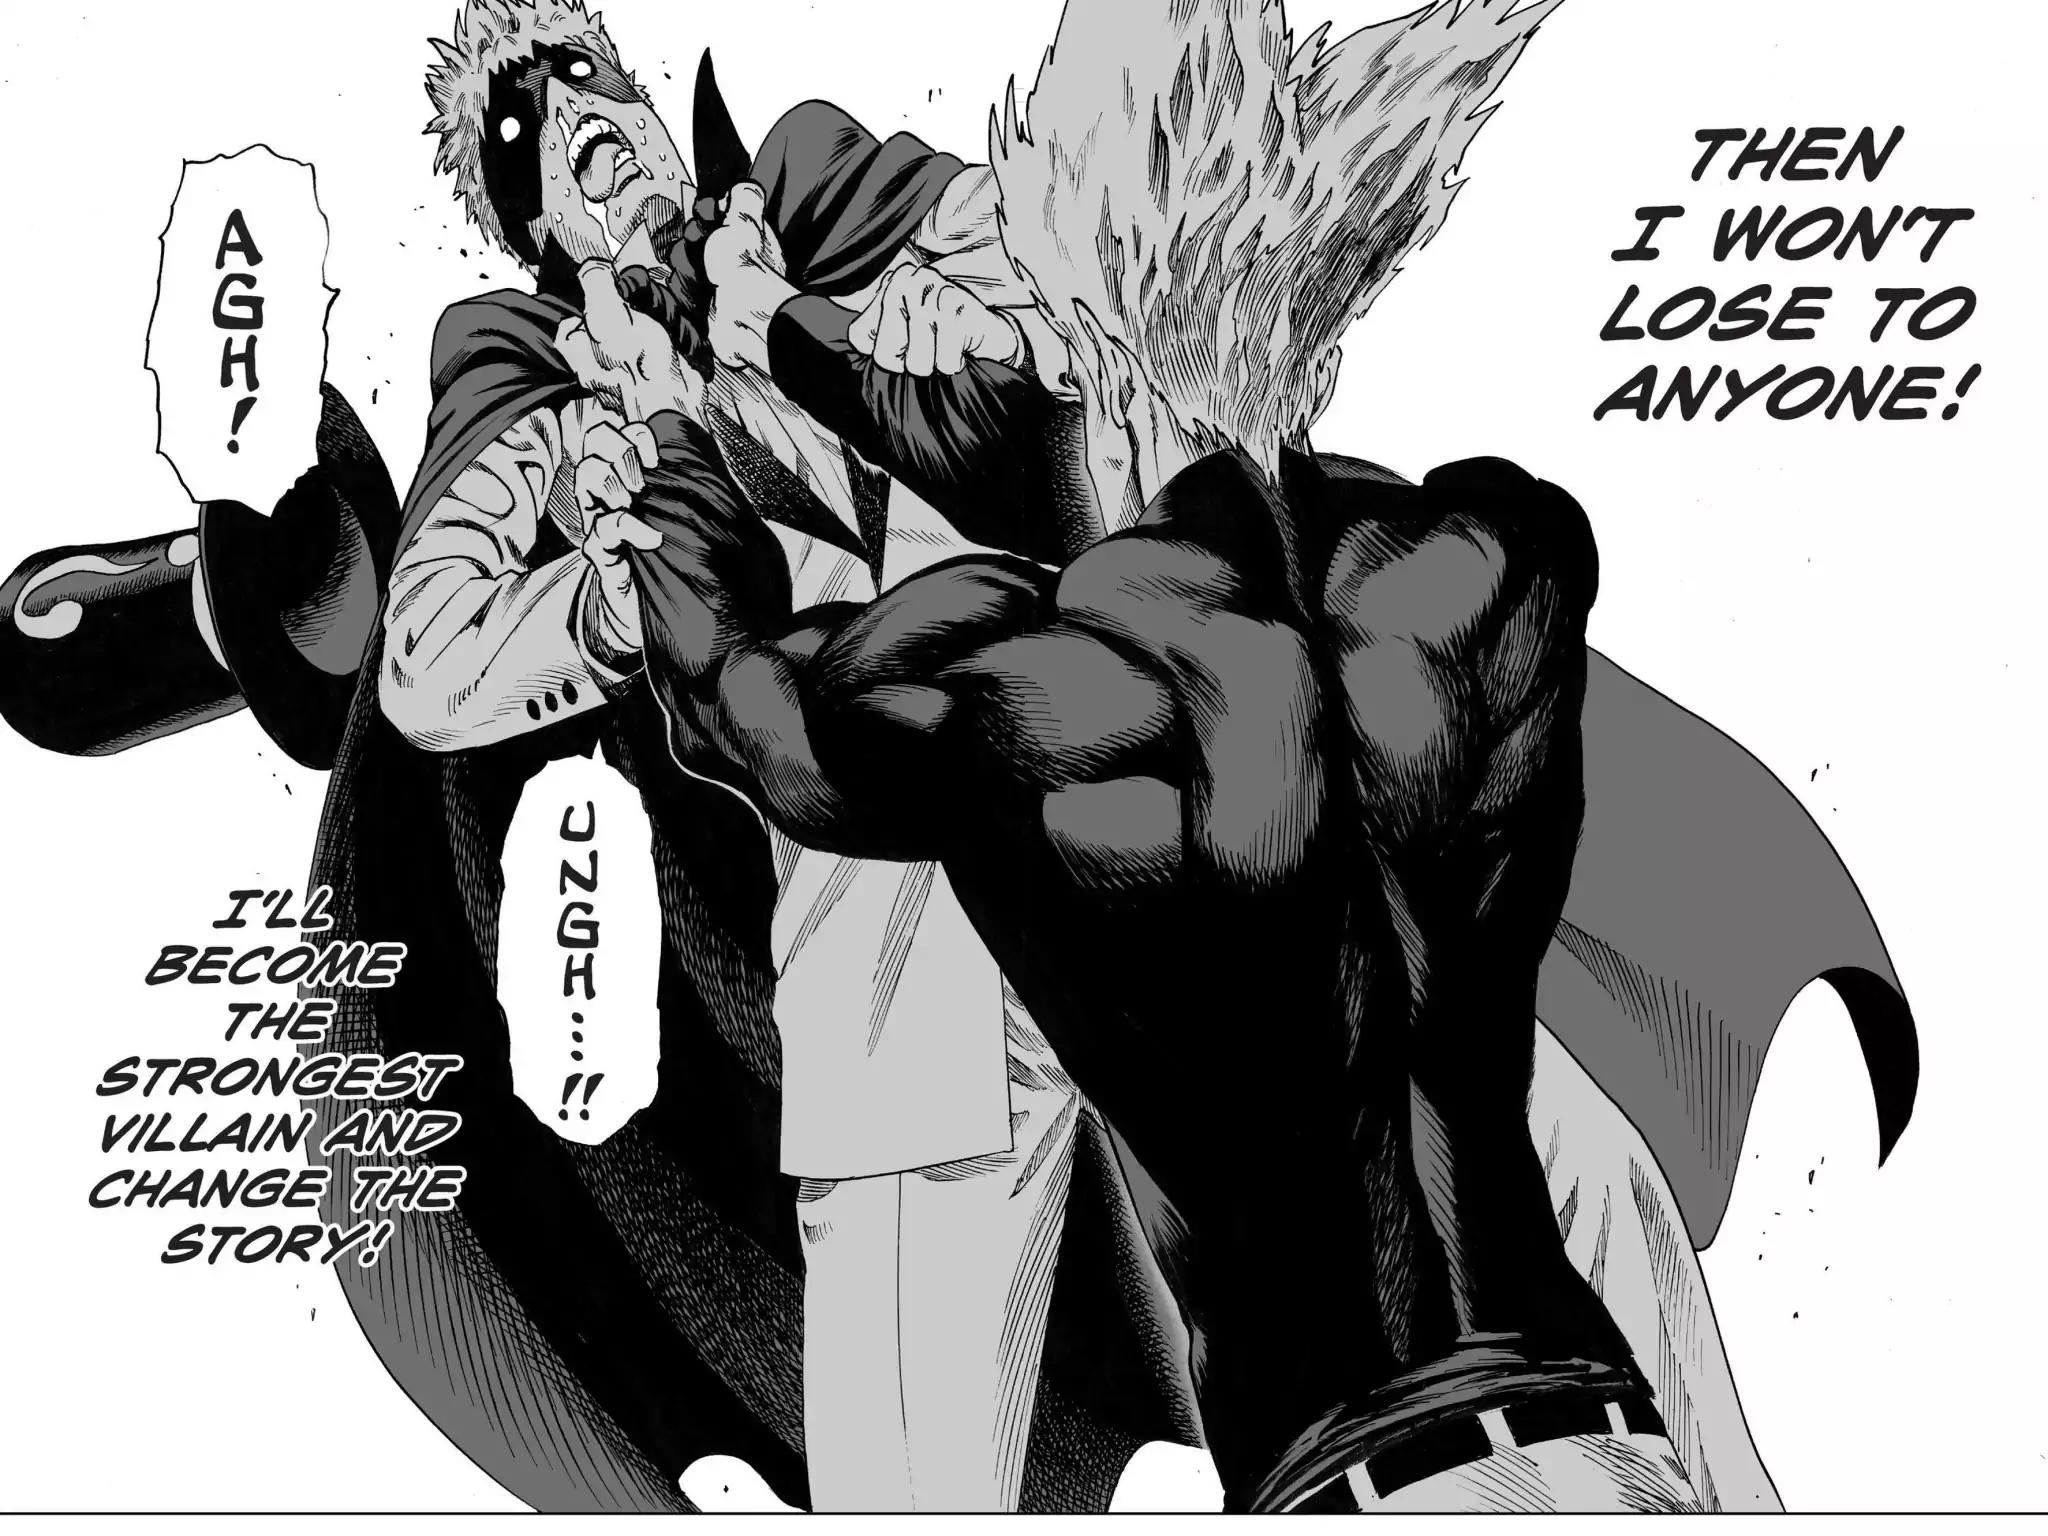 THEN
I WON'T
LOSE TO
ANYONE!
AGH!
UNGH....!!
I'LL
BECOME
THE
STRONGEST
VILLAIN AND
CHANGE THE
STORY!